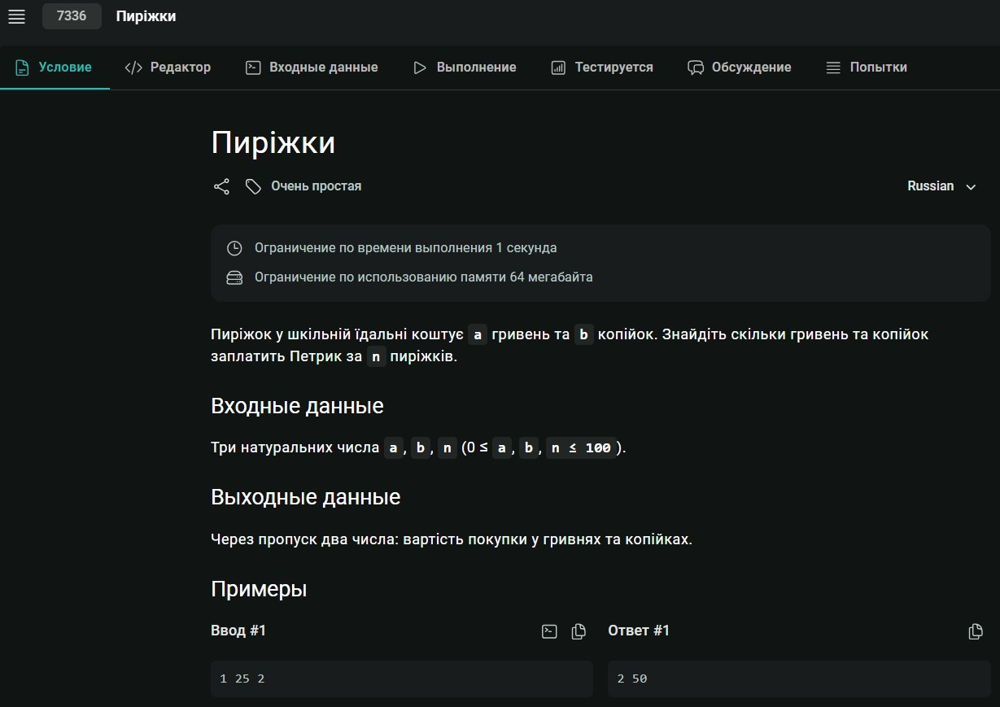 7336 Пиріжки
Условие </> Редактор Входные данные Выполнение Тестируется Обсуждение Попытки
Пиріжки
Очень простая Russian
Ограничение по времени выполнения 1 секунда
Ограничение по использованию памяти 64 мегабайта
Пиріжок у шкільній їдальні коштує a гривень та b копійок. Знайдіть скільки гривень та копійок
заплатить Петрик за n пиріжків.
Входные данные
Три натуральних числа a, b, n (0 ≤ a, b, n ≤ 100).
Выходные данные
Через пропуск два числа: вартість покупки у гривнях та копійках.
Примеры
Ввод #1 Ответ #1
1 25 2 2 50